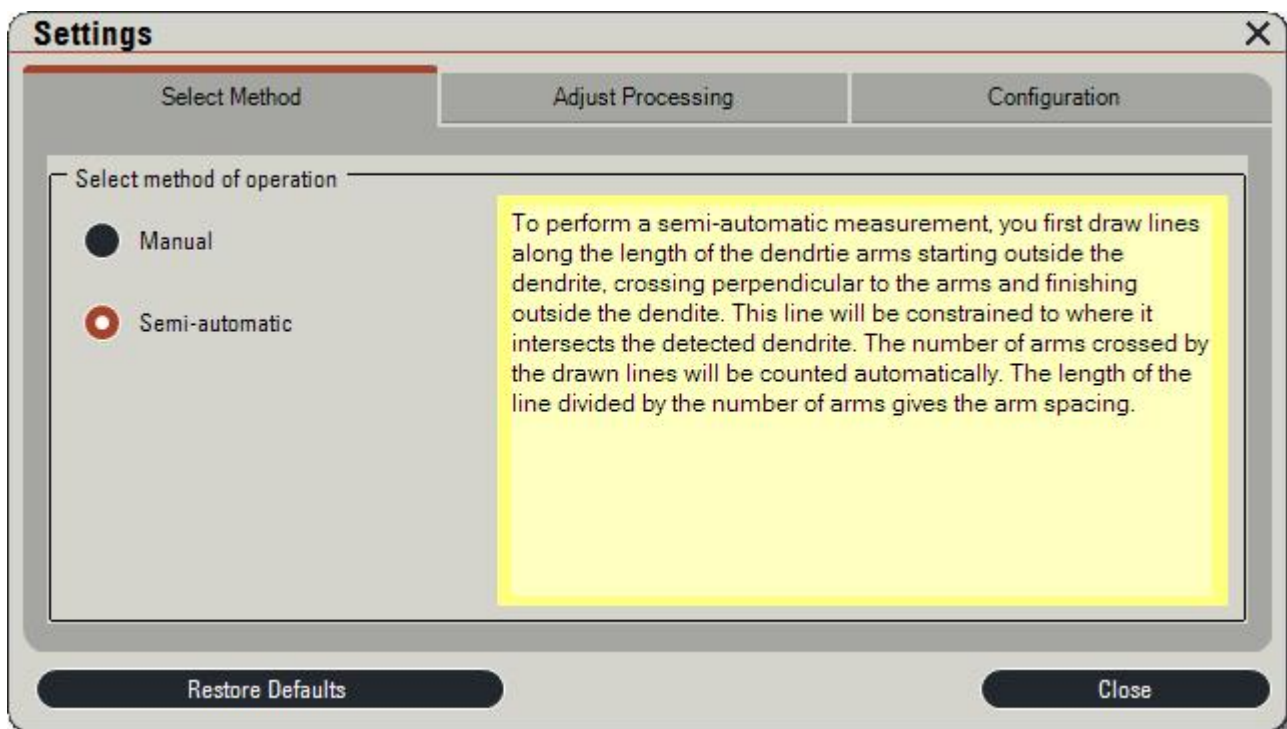 Settings
Select Method
Adjust Processing
Configuration
Select method of operation
Manual
Semi-automatic
To perform a semi-automatic measurement, you first draw lines
along the length of the dendrtie arms starting outside the
dendrite, crossing perpendicular to the arms and finishing
outside the dendite. This line will be constrained to where it
intersects the detected dendrite. The number of arms crossed by
the drawn lines will be counted automatically. The length of the
line divided by the number of arms gives the arm spacing.
Restore Defaults
Close